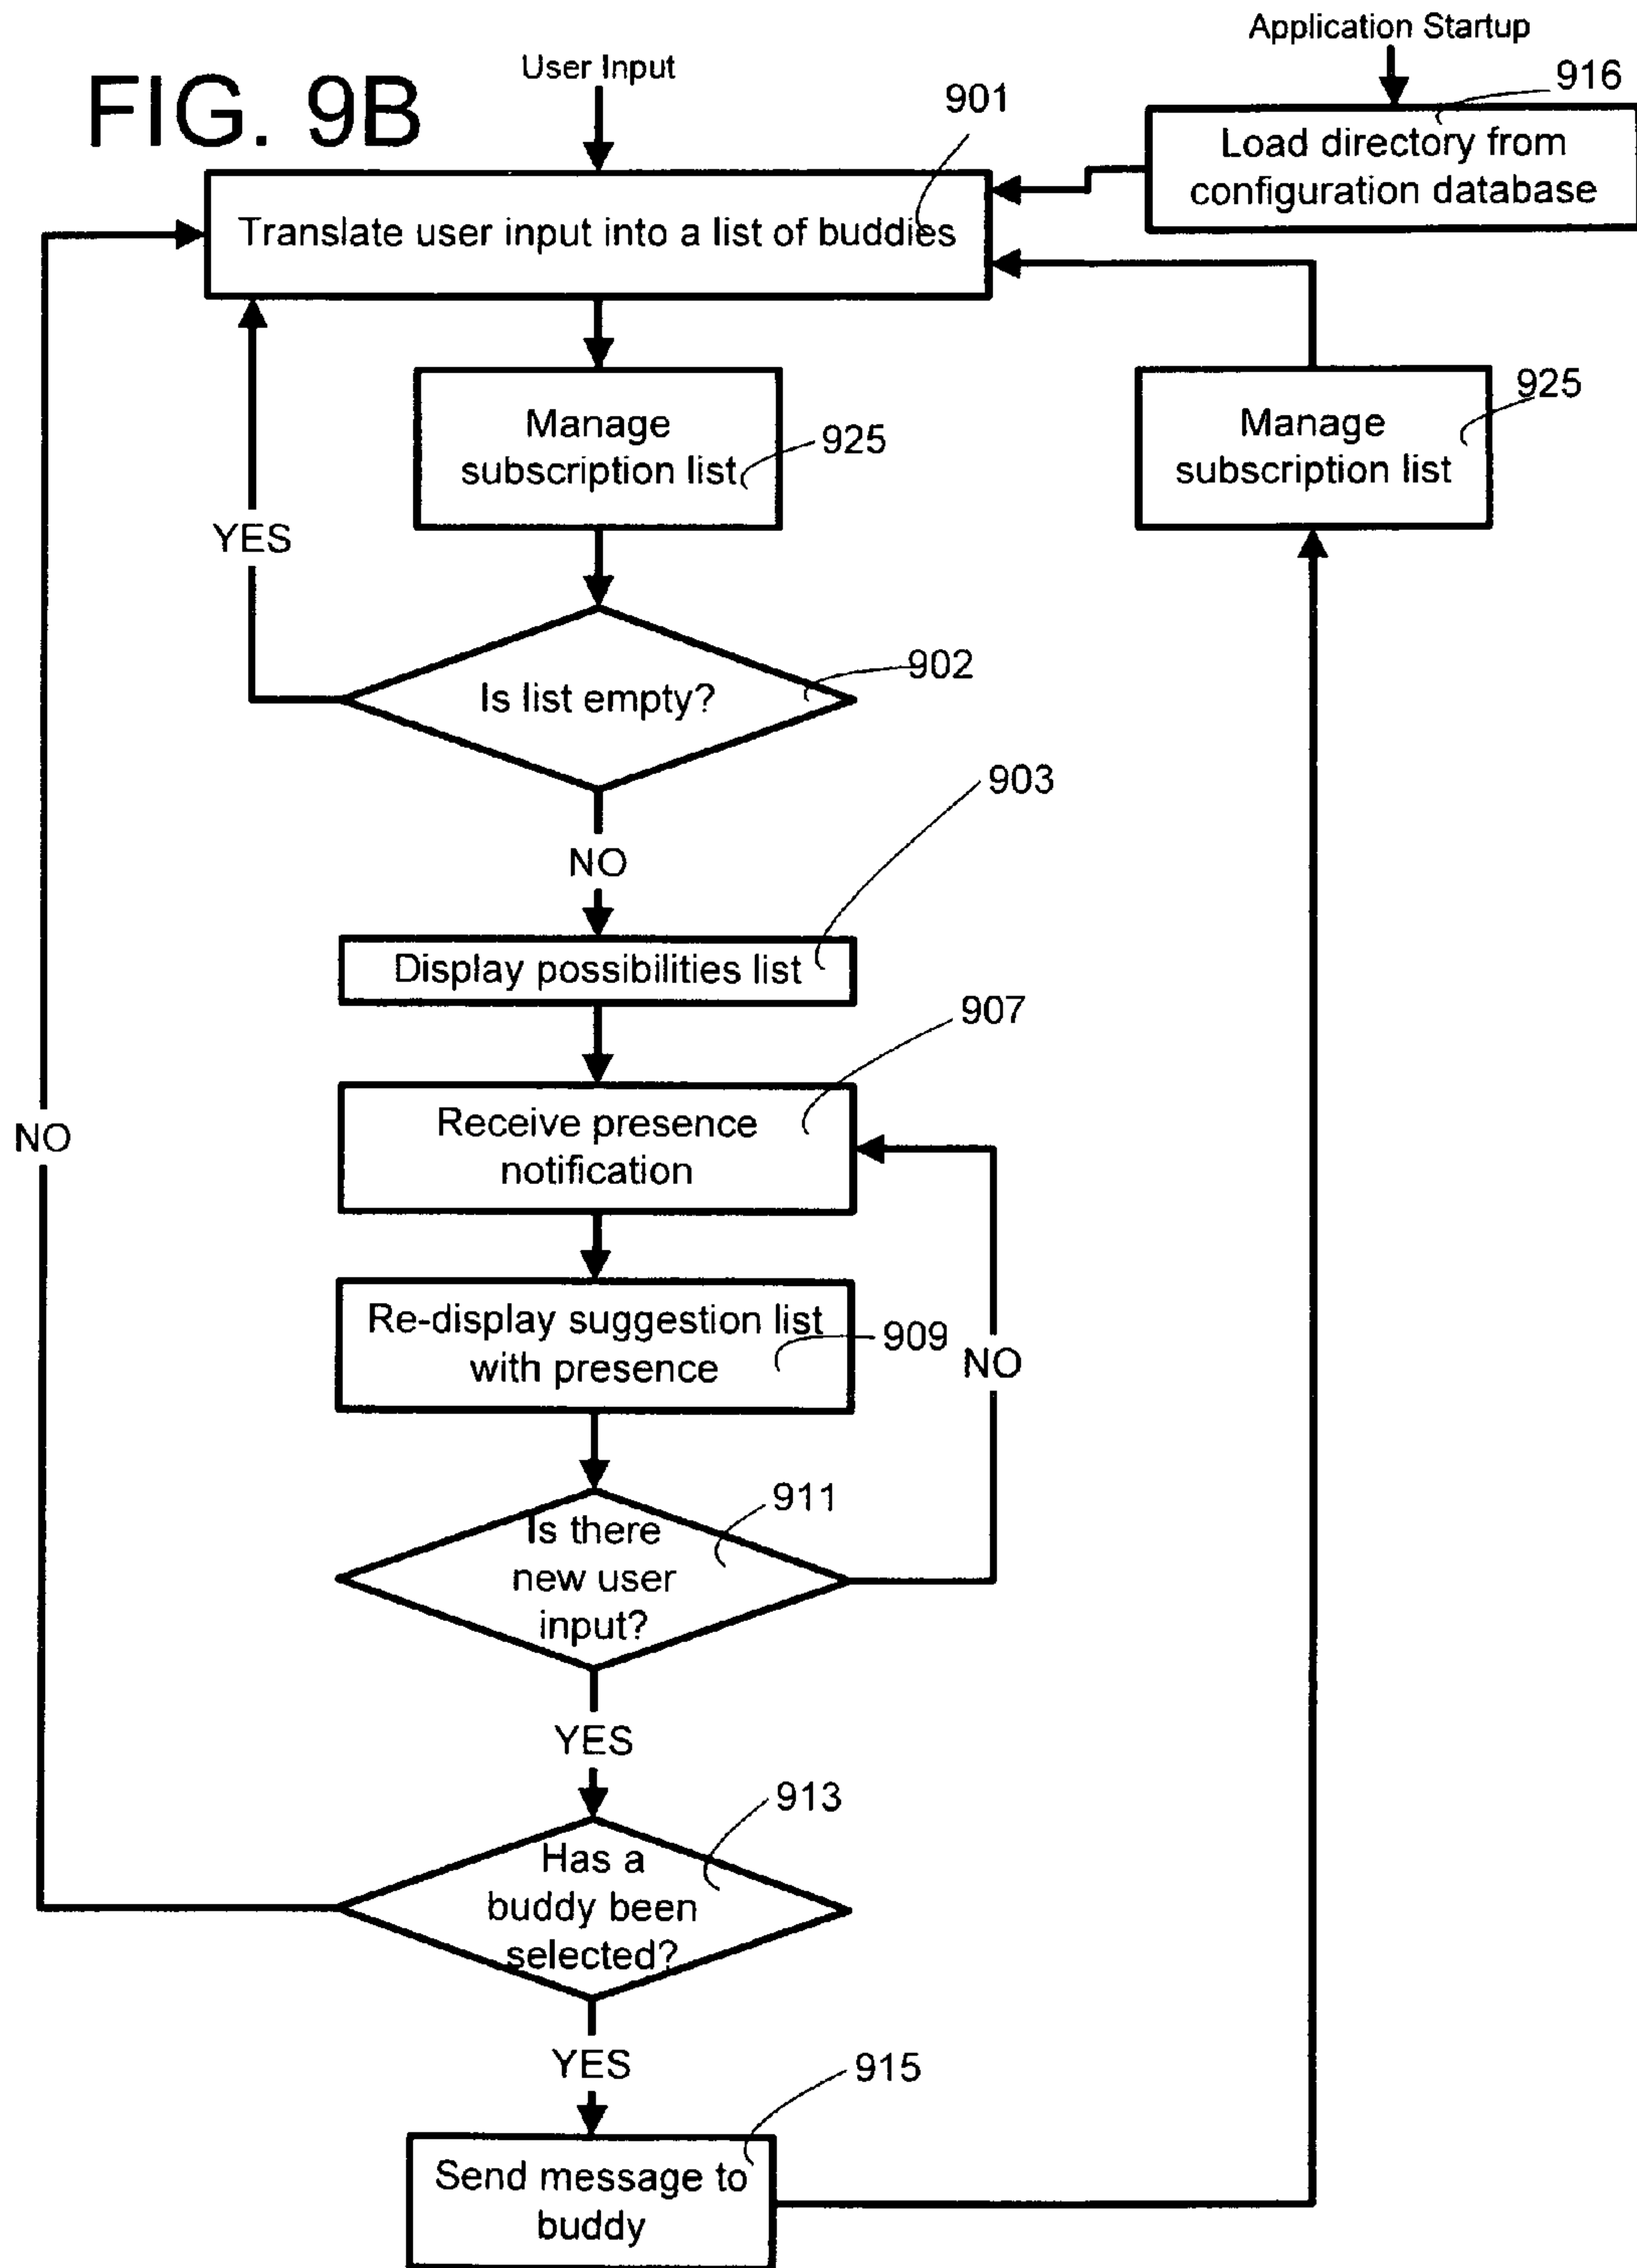 Application Startup
User Input
FIG. 9B
901
916
Load directory from
configuration database
Translate user input into a list of buddies
Manage
subscription list
925
Manage
subscription list
925
YES
902
Is list empty?
903
NO
Display possibilities list
907
Receive presence
notification
NO
Re-display suggestion list
with presence
909
NO
911
Is there
new user
input?
YES
913
Has a
buddy been
selected?
YES
915
Send message to
buddy